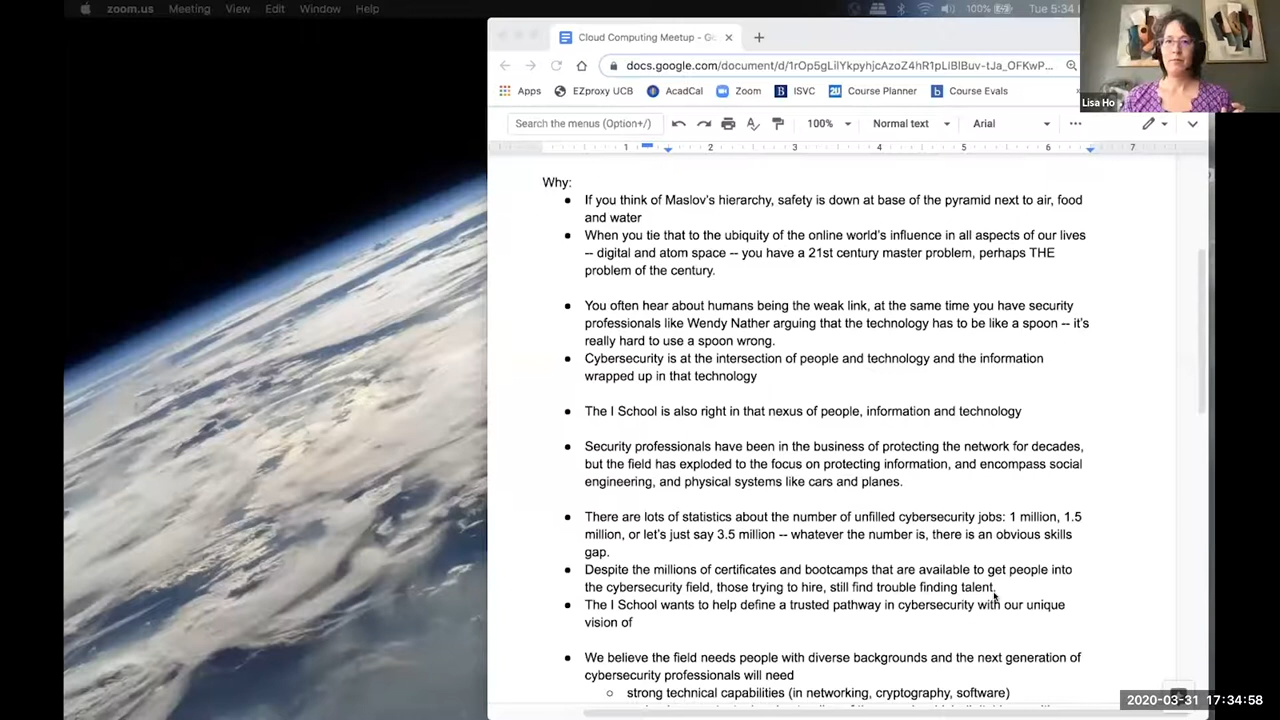 zoom.us Meeting View Edit Window Help 100% Tue 5:34
Cloud Computing Meetup - Go
docs.google.com/document/d/1rOp5gLilYkpyhjcAzoZ4hR1pLlBlBuv-tJa_OFKwP...
Apps EZproxy UCB AcadCal Zoom ISVC 2U Course Planner b Course Evals
Lisa Ho
Search the menus (Option+/) 100% Normal text Arial
1 2 3 4 5 6 7
Why:
If you think of Maslov's hierarchy, safety is down at base of the pyramid next to air, food
and water
When you tie that to the ubiquity of the online world's influence in all aspects of our lives
-- digital and atom space -- you have a 21st century master problem, perhaps THE
problem of the century.
You often hear about humans being the weak link, at the same time you have security
professionals like Wendy Nather arguing that the technology has to be like a spoon -- it's
really hard to use a spoon wrong.
Cybersecurity is at the intersection of people and technology and the information
wrapped up in that technology
The I School is also right in that nexus of people, information and technology
Security professionals have been in the business of protecting the network for decades,
but the field has exploded to the focus on protecting information, and encompass social
engineering, and physical systems like cars and planes.
There are lots of statistics about the number of unfilled cybersecurity jobs: 1 million, 1.5
million, or let's just say 3.5 million -- whatever the number is, there is an obvious skills
gap.
Despite the millions of certificates and bootcamps that are available to get people into
the cybersecurity field, those trying to hire, still find trouble finding talent.
The I School wants to help define a trusted pathway in cybersecurity with our unique
vision of
We believe the field needs people with diverse backgrounds and the next generation of
cybersecurity professionals will need
strong technical capabilities (in networking, cryptography, software)
2020-03-31 17:34:58